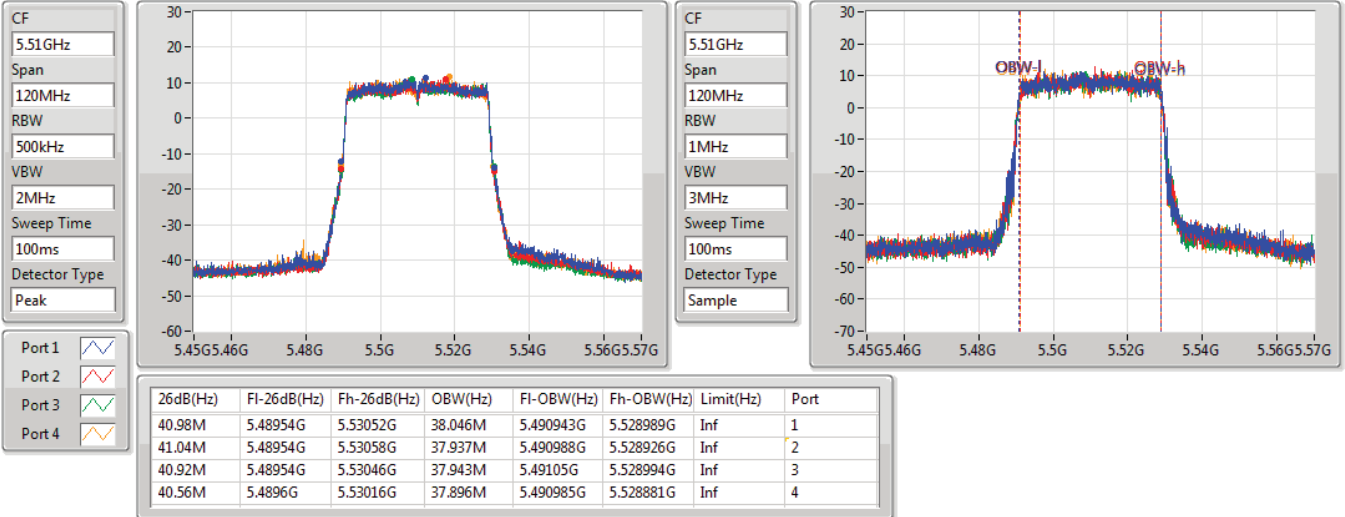 CF
5.51GHz
Span
120MHz
RBW
500kHz
VBW
2MHz
Sweep Time
100ms
Detector Type
Peak
30
20
10
0
-10
-20
-30
-40
-50
-60
5.45G 5.46G 5.48G 5.5G 5.52G 5.54G 5.56G 5.57G
CF
5.51GHz
Span
120MHz
RBW
1MHz
VBW
3MHz
Sweep Time
100ms
Detector Type
Sample
30
20
10
0
-10
-20
-30
-40
-50
-60
-70
OBW-l OBW-h
5.45G 5.46G 5.48G 5.5G 5.52G 5.54G 5.56G 5.57G
Port 1
Port 2
Port 3
Port 4
26dB(Hz) Fl-26dB(Hz) Fh-26dB(Hz) OBW(Hz) Fl-OBW(Hz) Fh-OBW(Hz) Limit(Hz) Port
40.98M 5.48954G 5.53052G 38.046M 5.490943G 5.528989G Inf 1
41.04M 5.48954G 5.53058G 37.937M 5.490988G 5.528926G Inf 2
40.92M 5.48954G 5.53046G 37.943M 5.49105G 5.528994G Inf 3
40.56M 5.4896G 5.53016G 37.896M 5.490985G 5.528881G Inf 4